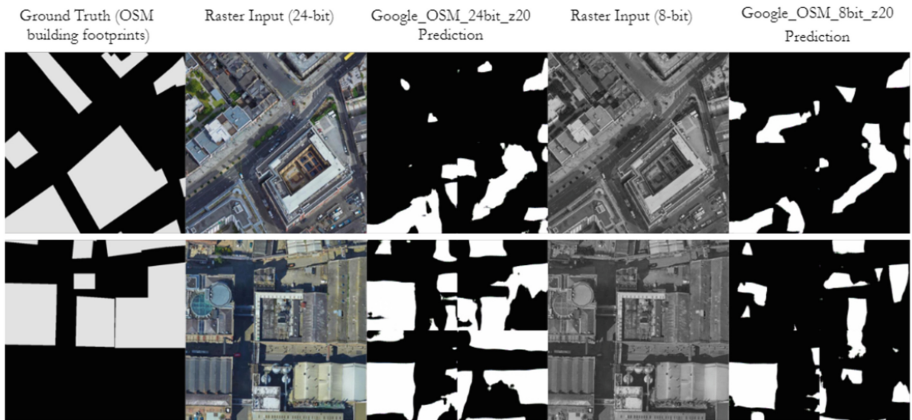 Ground Truth (OSM
building footprints)
Raster Input (24-bit)
Google_OSM_24bit_z20
Prediction
Raster Input (8-bit)
Google_OSM_8bit_z20
Prediction